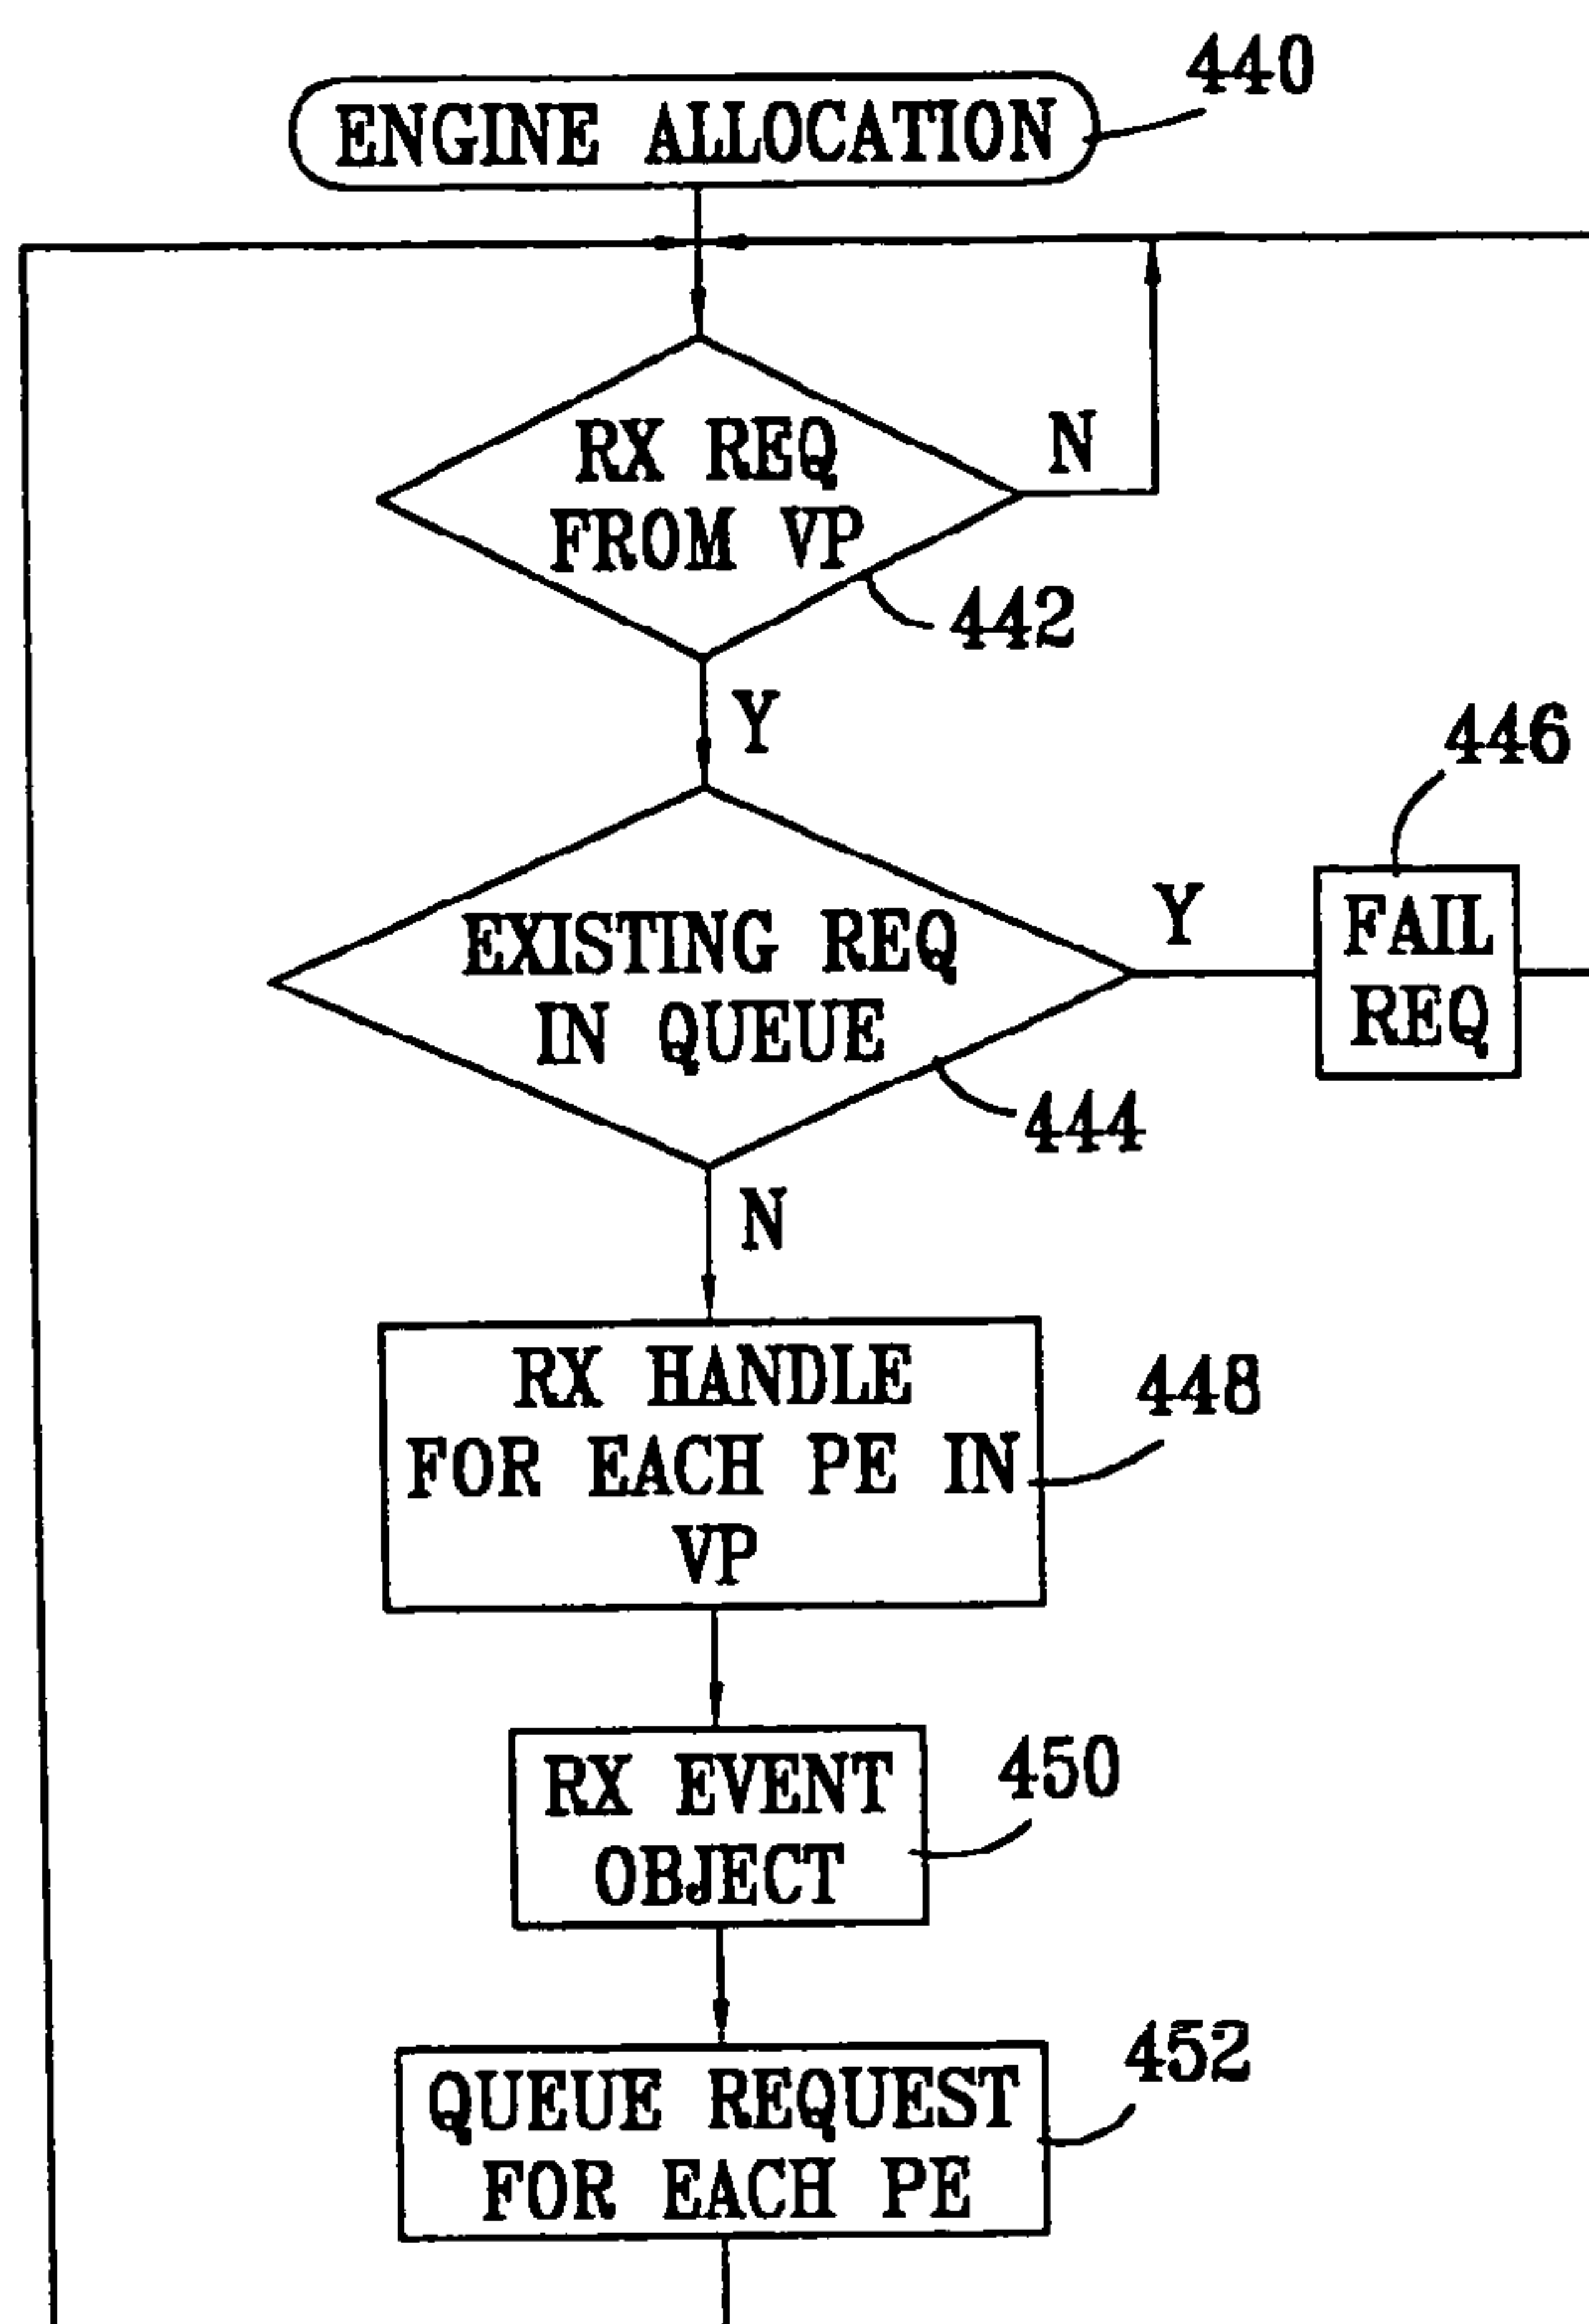 440
ENGINE ALLOCATION
RX REQ
FROM VP
N
442
Y
446
EXISTING REQ
IN QUEUE
Y
FAIL
REQ
444
N
RX HANDLE
FOR EACH PE IN
VP
448
RX EVENT
OBJECT
450
QUEUE REQUEST
FOR EACH PE
452